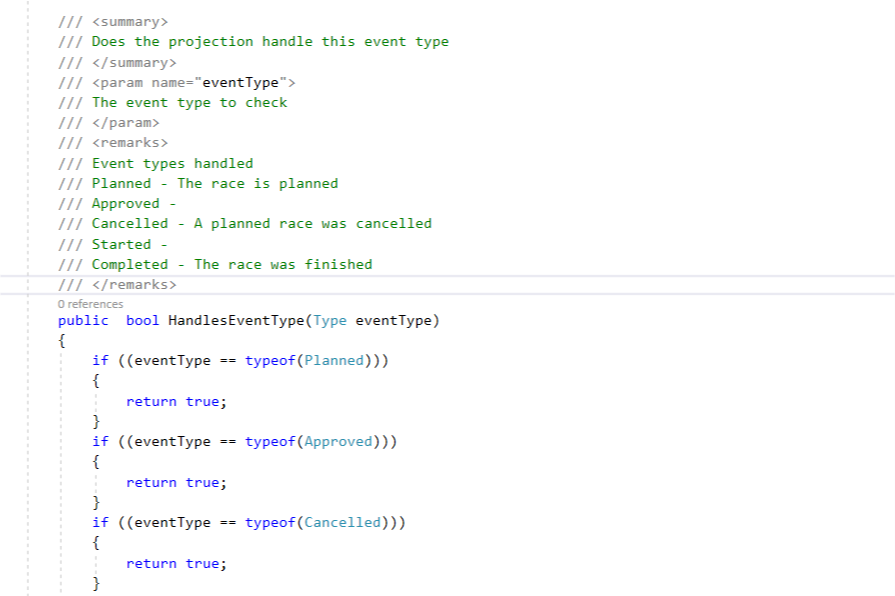 /// <summary>
/// Does the projection handle this event type
/// </summary>
/// <param name="eventType">
/// The event type to check
/// </param>
/// <remarks>
/// Event types handled
/// Planned - The race is planned
/// Approved -
/// Cancelled - A planned race was cancelled
/// Started -
/// Completed - The race was finished
/// </remarks>
0 references
public  bool HandlesEventType(Type eventType)
{
    if ((eventType == typeof(Planned)))
    {
        return true;
    }
    if ((eventType == typeof(Approved)))
    {
        return true;
    }
    if ((eventType == typeof(Cancelled)))
    {
        return true;
    }